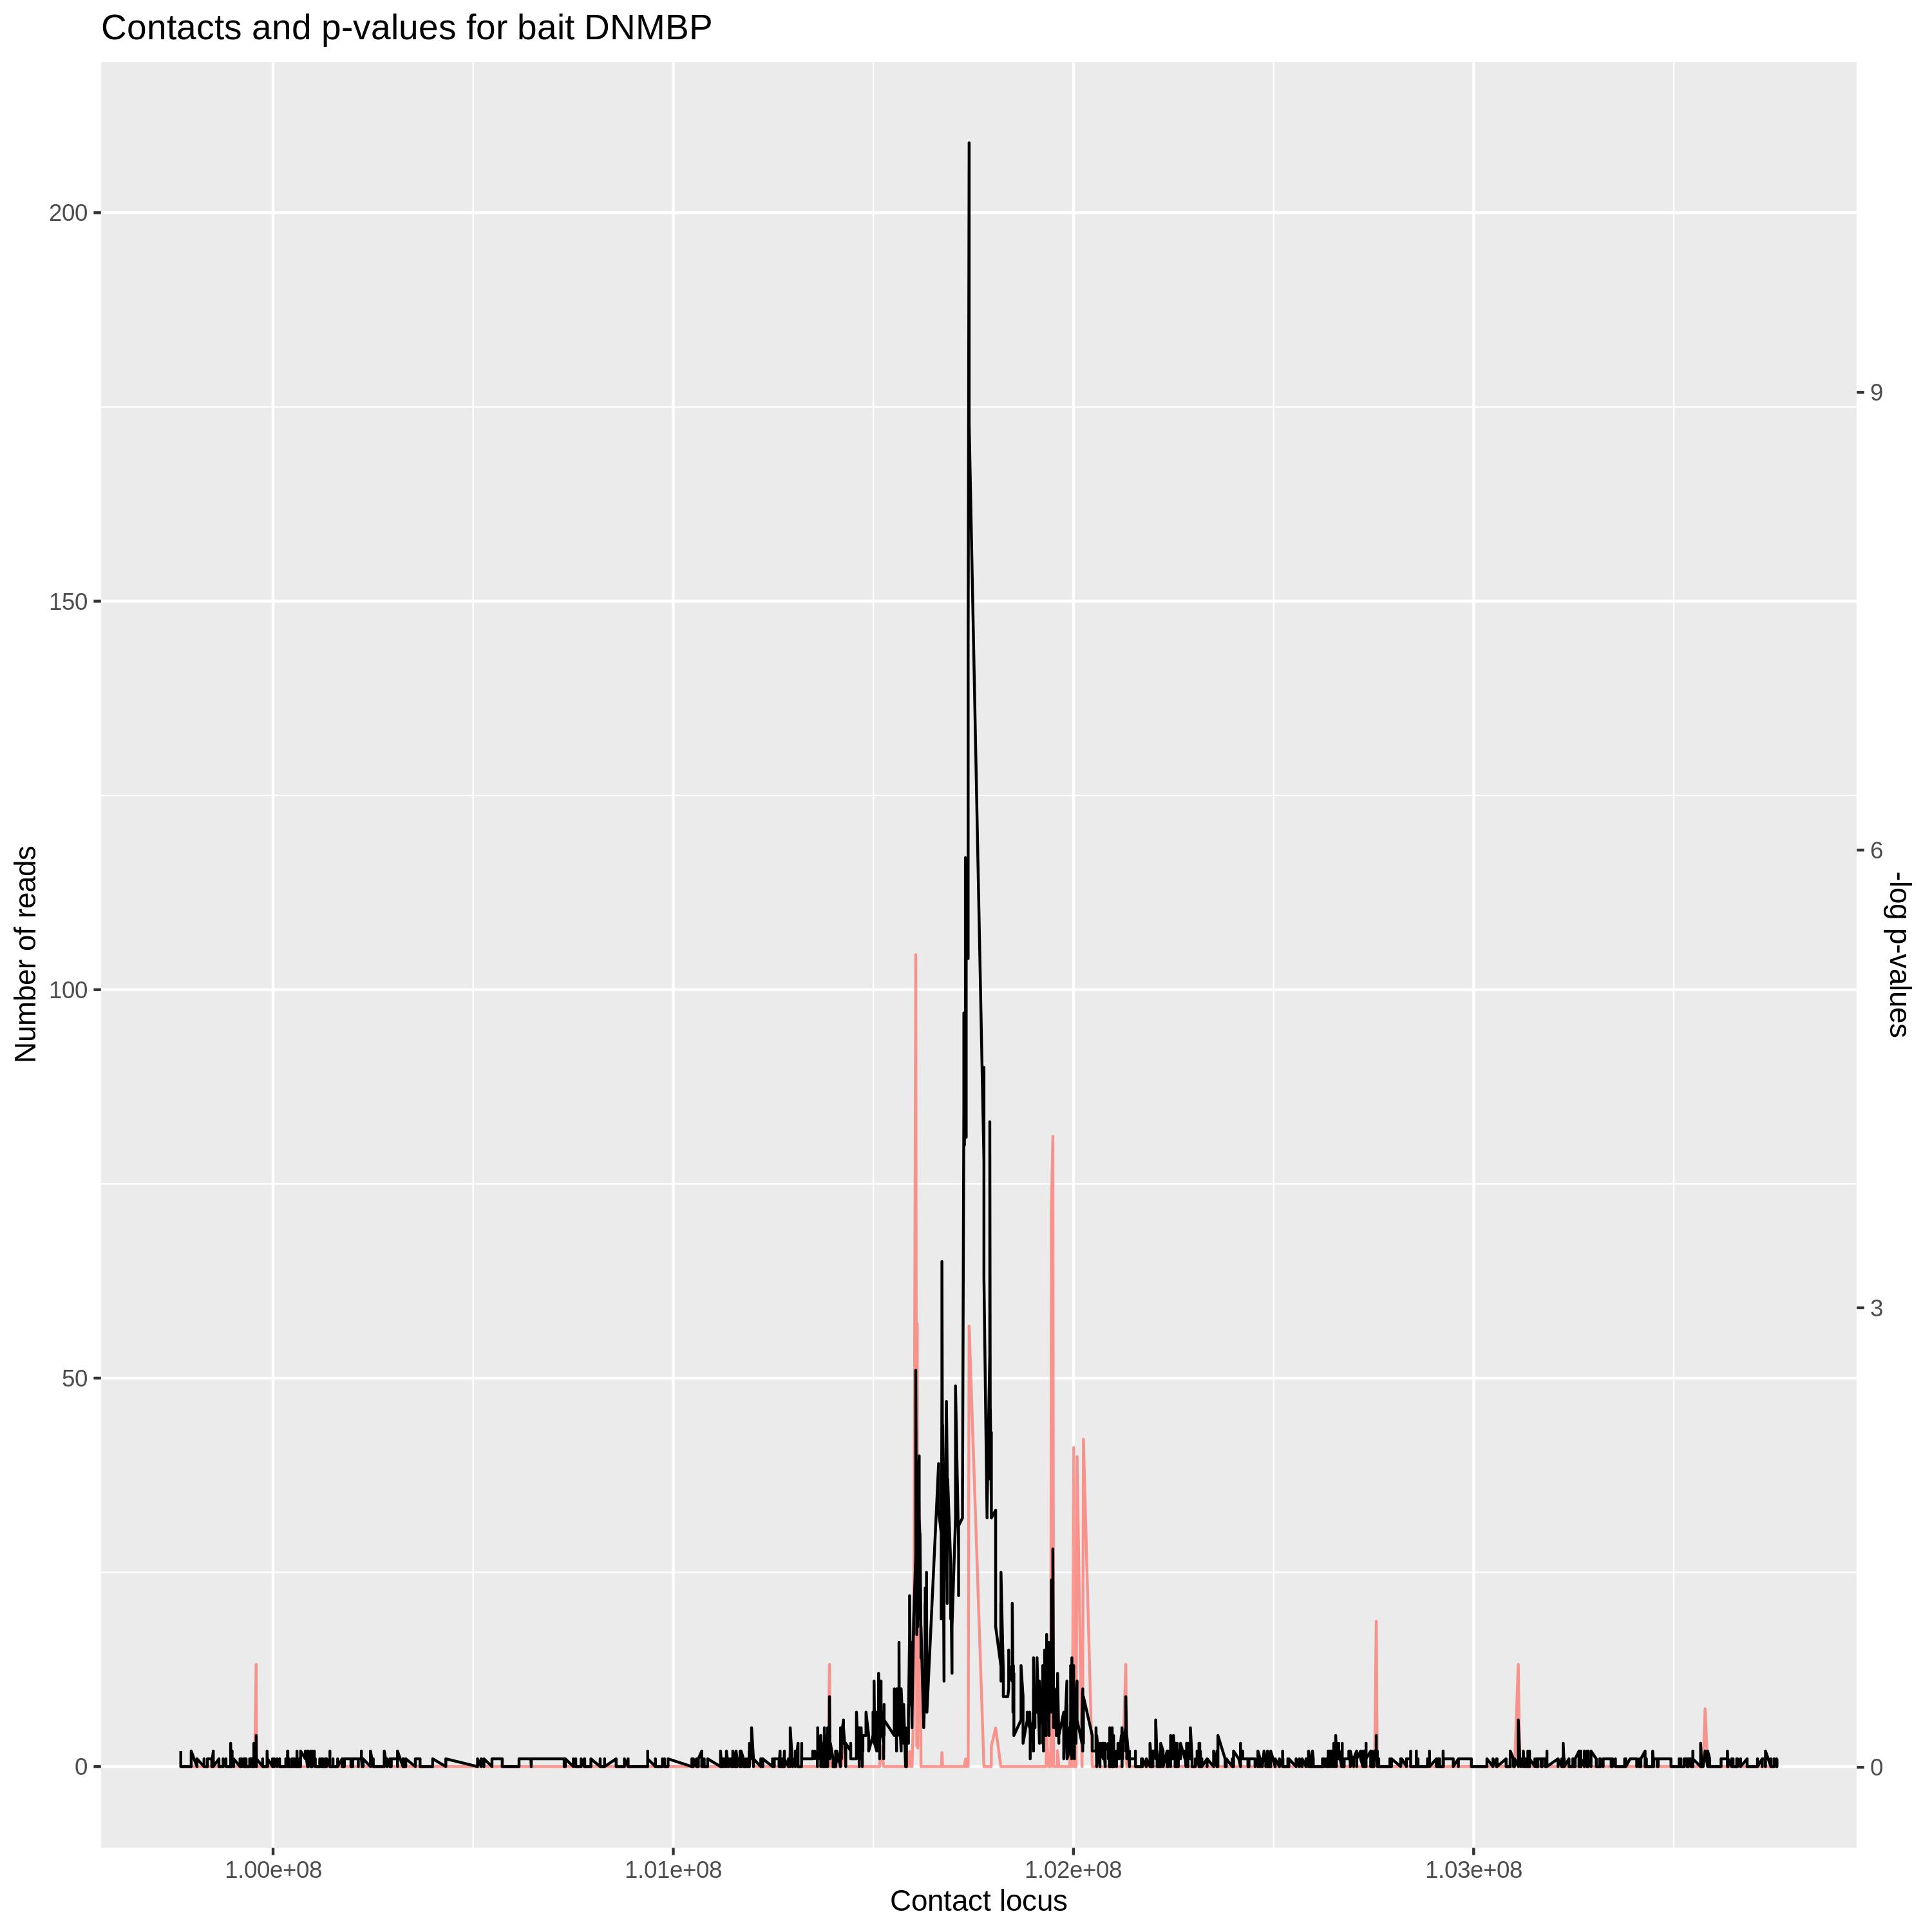 Contacts and p-values for bait DNMBP
200
150
100
50
0
Number of reads
9
6
3
0
-log p-values
1.00e+08 1.01e+08 1.02e+08 1.03e+08
Contact locus